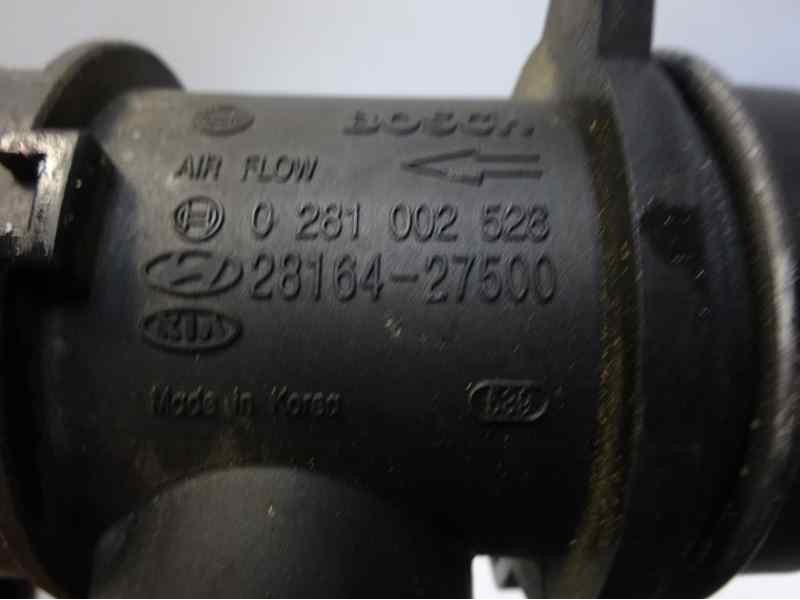 BOSCH
AIR FLOW
0 281 002 528
28164-27500
KIA
Made in Korea